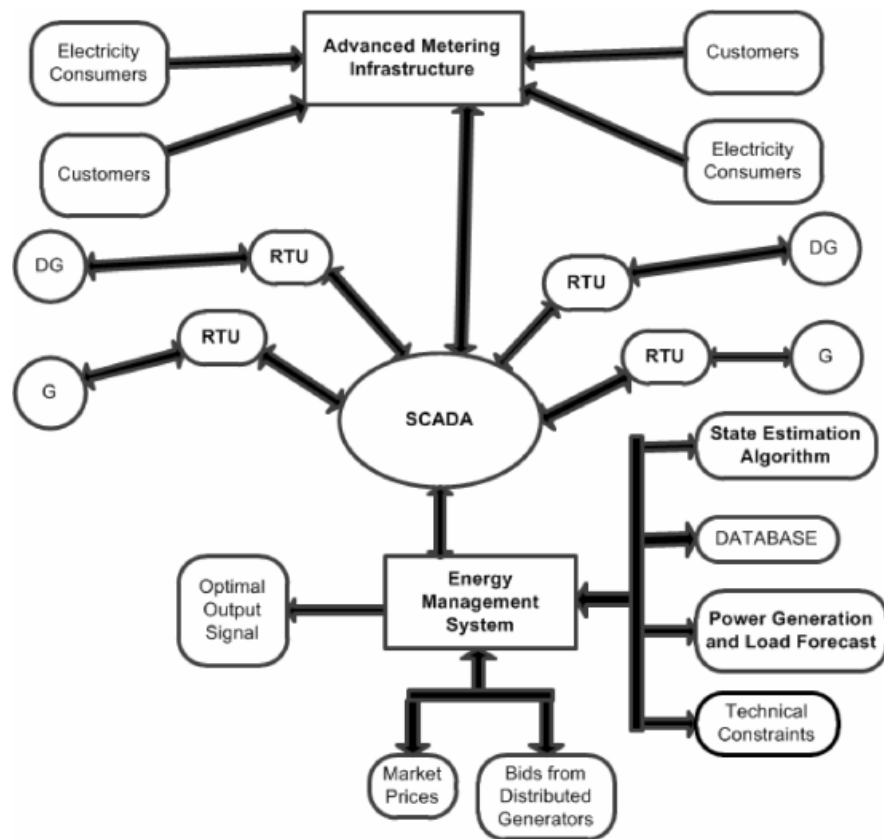 Electricity
Consumers
Advanced Metering
Infrastructure
Customers
Customers
Electricity
Consumers
DG
RTU
RTU
DG
G
RTU
RTU
G
SCADA
State Estimation
Algorithm
DATABASE
Optimal
Output
Signal
Energy
Management
System
Power Generation
and Load Forecast
Technical
Constraints
Market
Prices
Bids from
Distributed
Generators